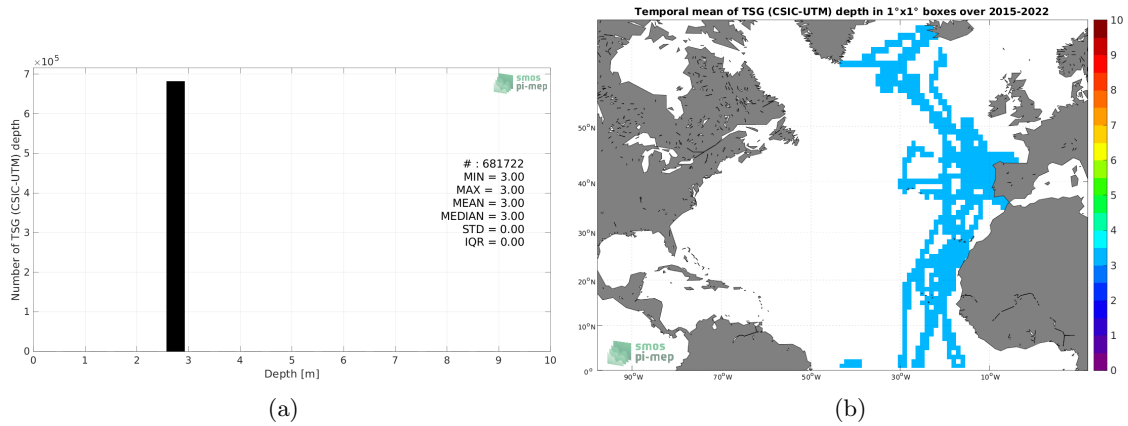 ×10⁵
7
6
5
4
3
2
1
0
Number of TSG (CSIC-UTM) depth
smos
pi-mep
# : 681722
MIN = 3.00
MAX = 3.00
MEAN = 3.00
MEDIAN = 3.00
STD = 0.00
IQR = 0.00
0 1 2 3 4 5 6 7 8 9 10
Depth [m]
(a)
Temporal mean of TSG (CSIC-UTM) depth in 1°x1° boxes over 2015-2022
50°N
40°N
30°N
20°N
10°N
0°
smos
pi-mep
90°W 70°W 50°W 30°W 10°W
10
9
8
7
6
5
4
3
2
1
0
(b)